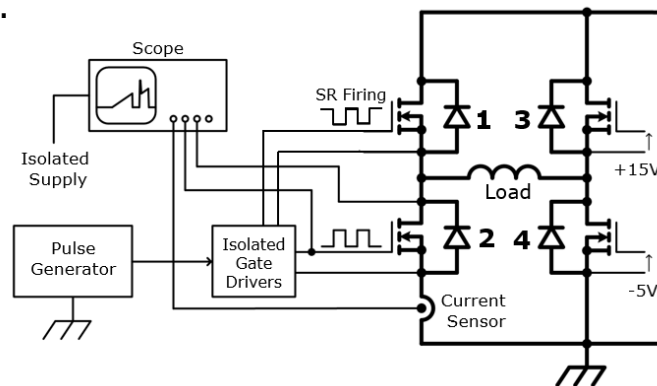 .
Scope
SR Firing
1
3
Isolated
Supply
+15V
Load
Pulse
Generator
Isolated
Gate
Drivers
2
4
Current
Sensor
-5V